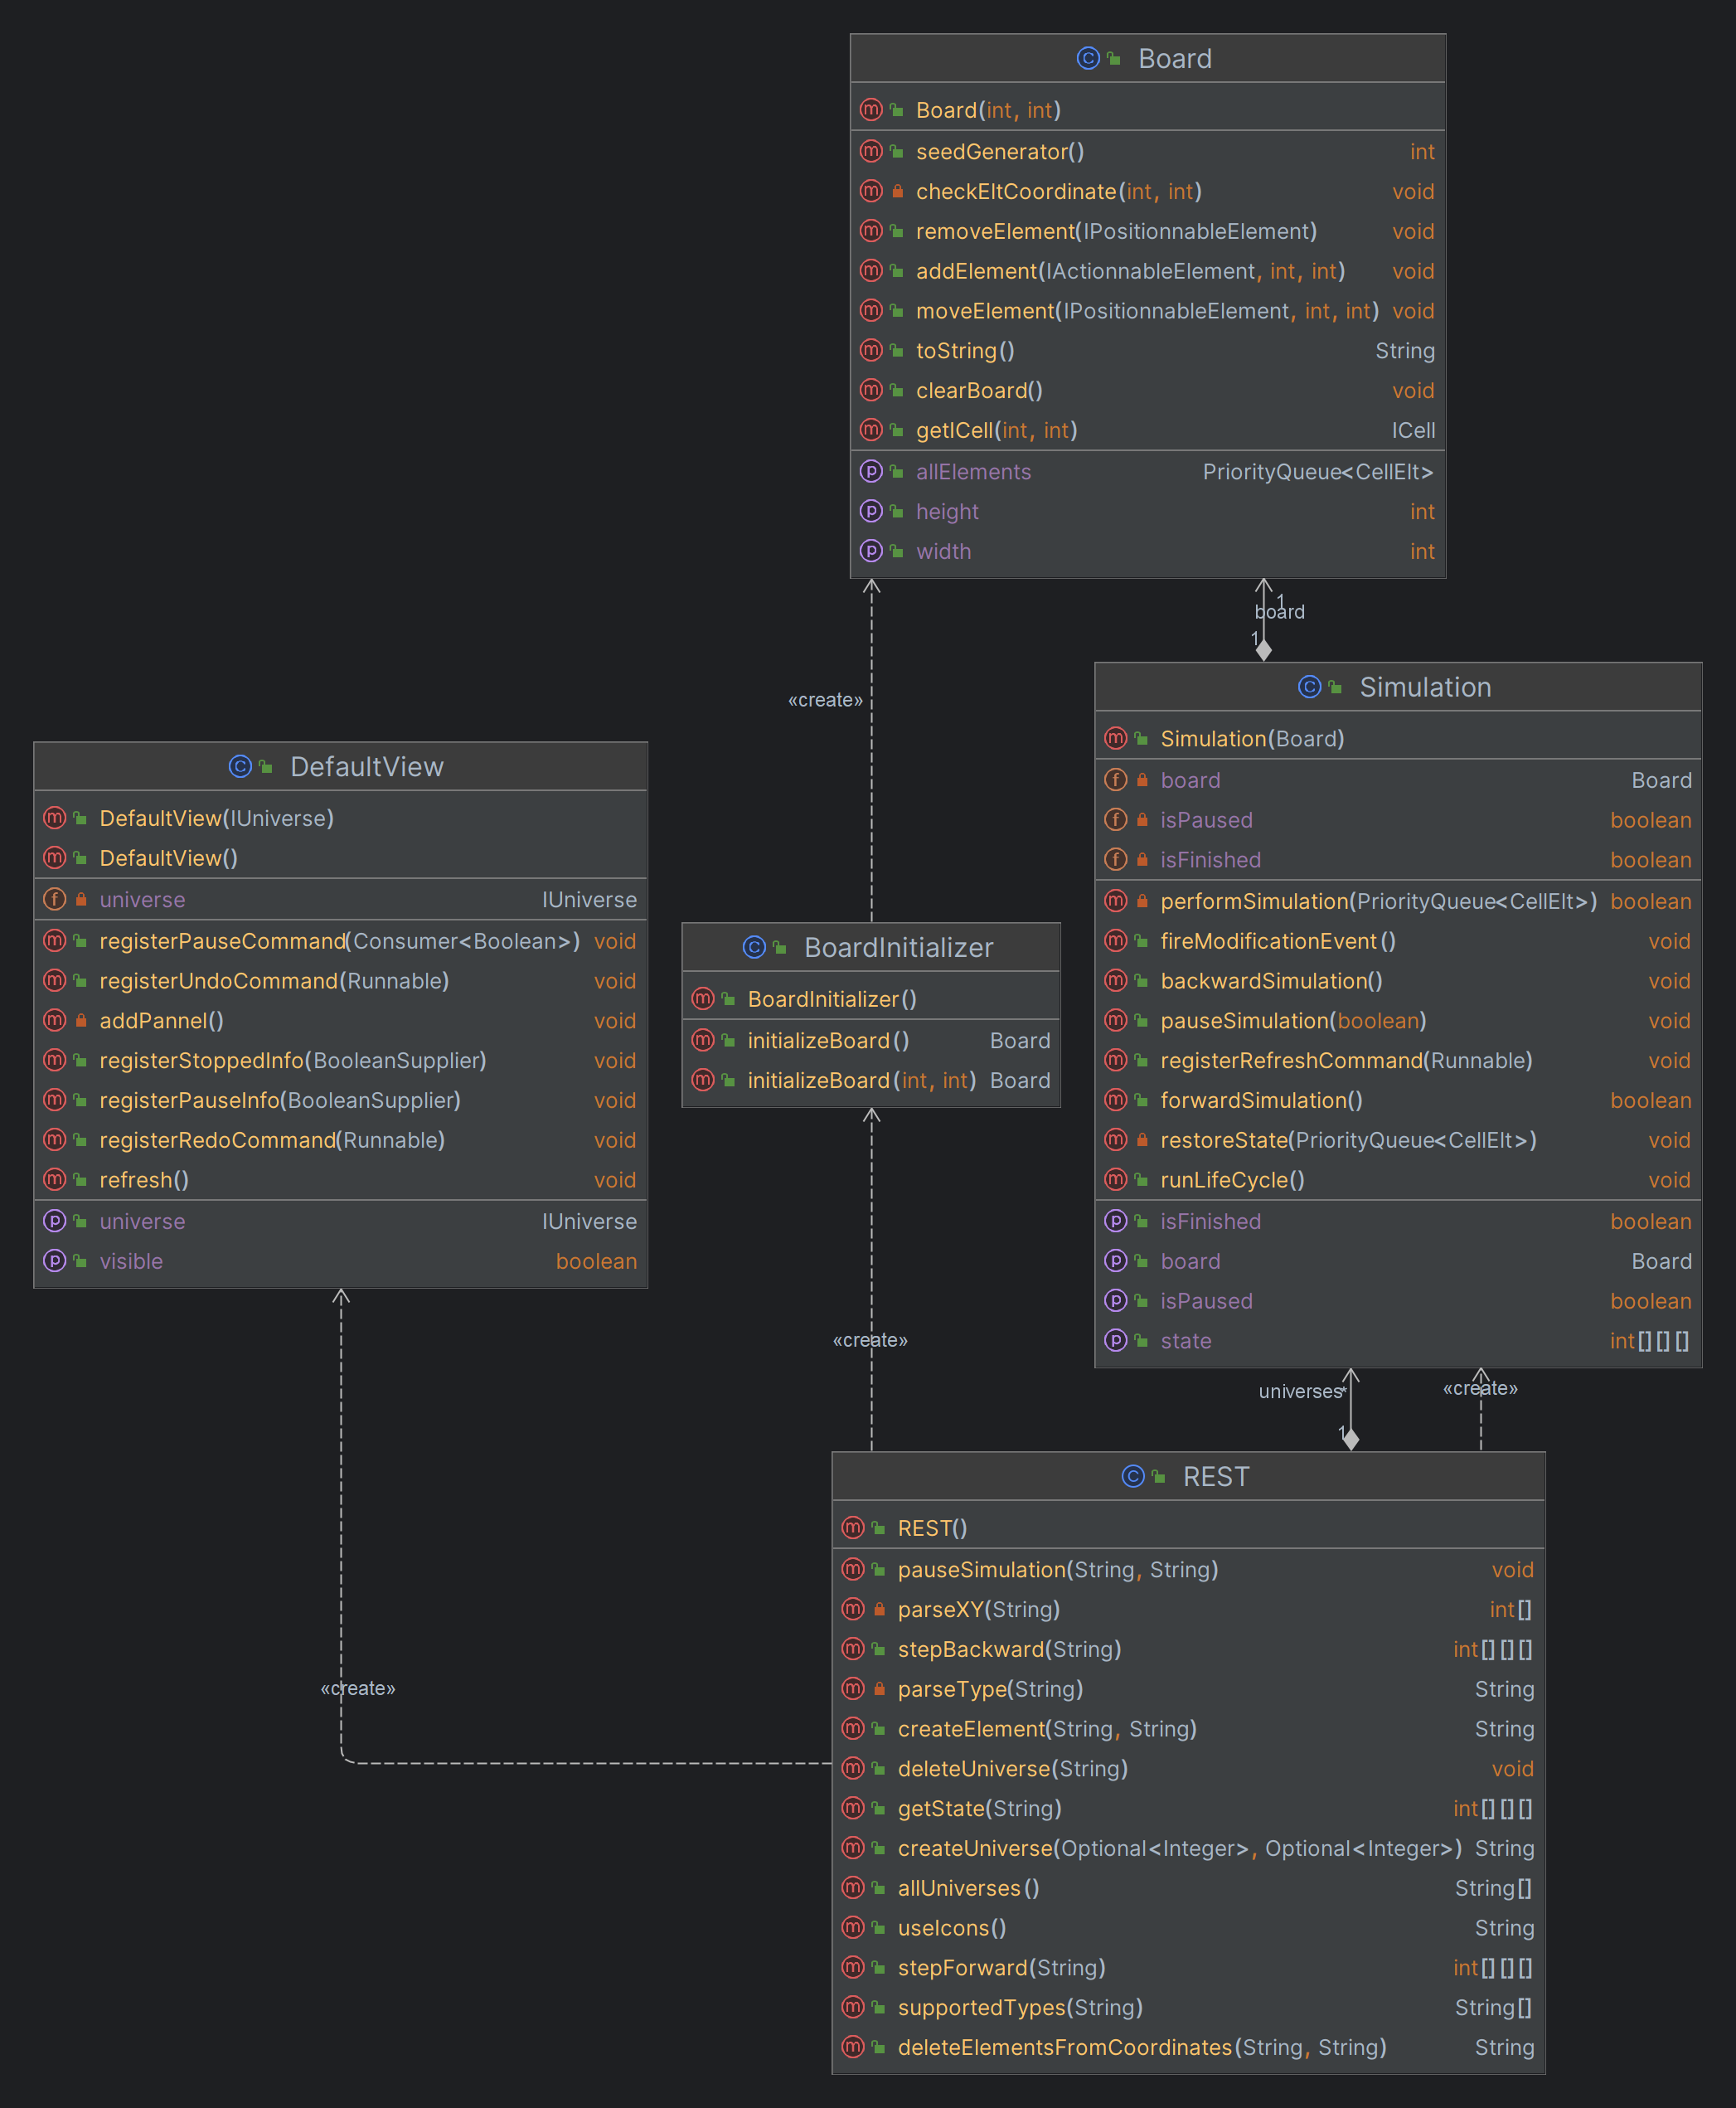 Board
Board(int, int)
seedGenerator() int
checkEltCoordinate(int, int) void
removeElement(IPositionnableElement) void
addElement(IActionnableElement, int, int) void
moveElement(IPositionnableElement, int, int) void
toString() String
clearBoard() void
getICell(int, int) ICell
allElements PriorityQueue<CellElt>
height int
width int
1
board
1
«create»
Simulation
Simulation(Board)
board Board
isPaused boolean
isFinished boolean
performSimulation(PriorityQueue<CellElt>) boolean
fireModificationEvent() void
backwardSimulation() void
pauseSimulation(boolean) void
registerRefreshCommand(Runnable) void
forwardSimulation() boolean
restoreState(PriorityQueue<CellElt>) void
runLifeCycle() void
isFinished boolean
board Board
isPaused boolean
state int[][][]
DefaultView
DefaultView(IUniverse)
DefaultView()
universe IUniverse
registerPauseCommand(Consumer<Boolean>) void
registerUndoCommand(Runnable) void
addPannel() void
registerStoppedInfo(BooleanSupplier) void
registerPauseInfo(BooleanSupplier) void
registerRedoCommand(Runnable) void
refresh() void
universe IUniverse
visible boolean
BoardInitializer
BoardInitializer()
initializeBoard() Board
initializeBoard(int, int) Board
«create»
universes*
«create»
1
REST
REST()
pauseSimulation(String, String) void
parseXY(String) int[]
stepBackward(String) int[][][]
parseType(String) String
createElement(String, String) String
deleteUniverse(String) void
getState(String) int[][][]
createUniverse(Optional<Integer>, Optional<Integer>) String
allUniverses() String[]
useIcons() String
stepForward(String) int[][][]
supportedTypes(String) String[]
deleteElementsFromCoordinates(String, String) String
«create»